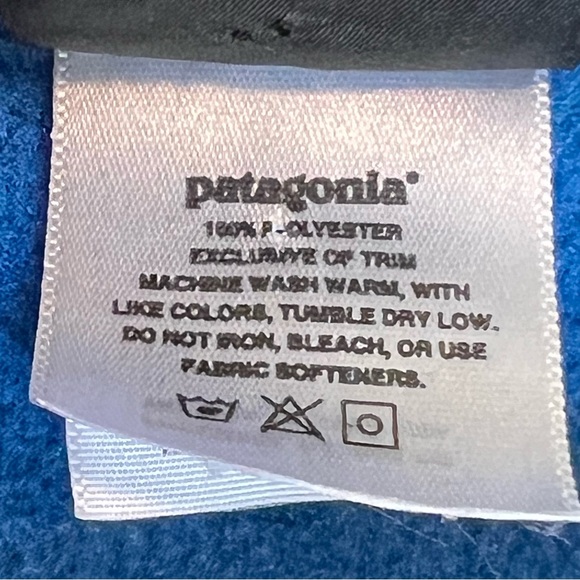 patagonia®
100% P-OLYESTER
EXCLUSIVE OF TRIM
MACHINE WASH WARM, WITH
LIKE COLORS, TUMBLE DRY LOW.
DO NOT IRON, BLEACH, OR USE
FABRIC SOFTENERS.